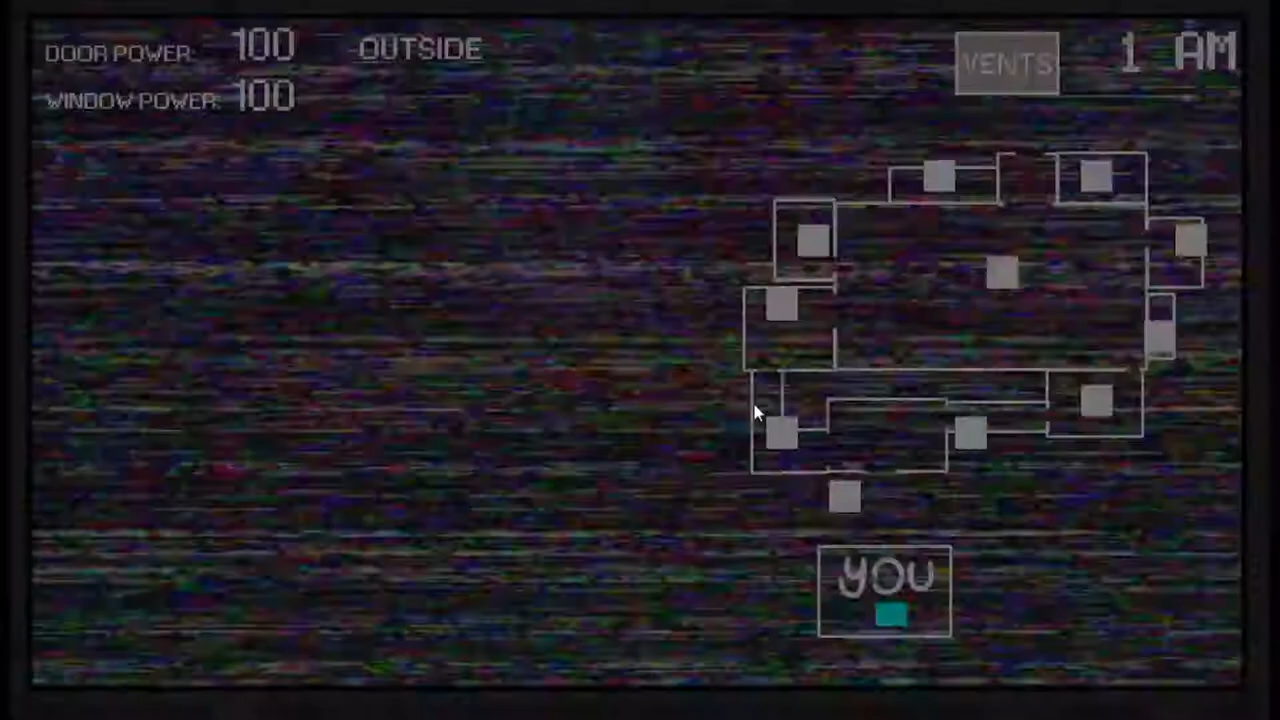 DOOR POWER: 100
OUTSIDE
VENTS
1 AM
WINDOW POWER: 100
YOU